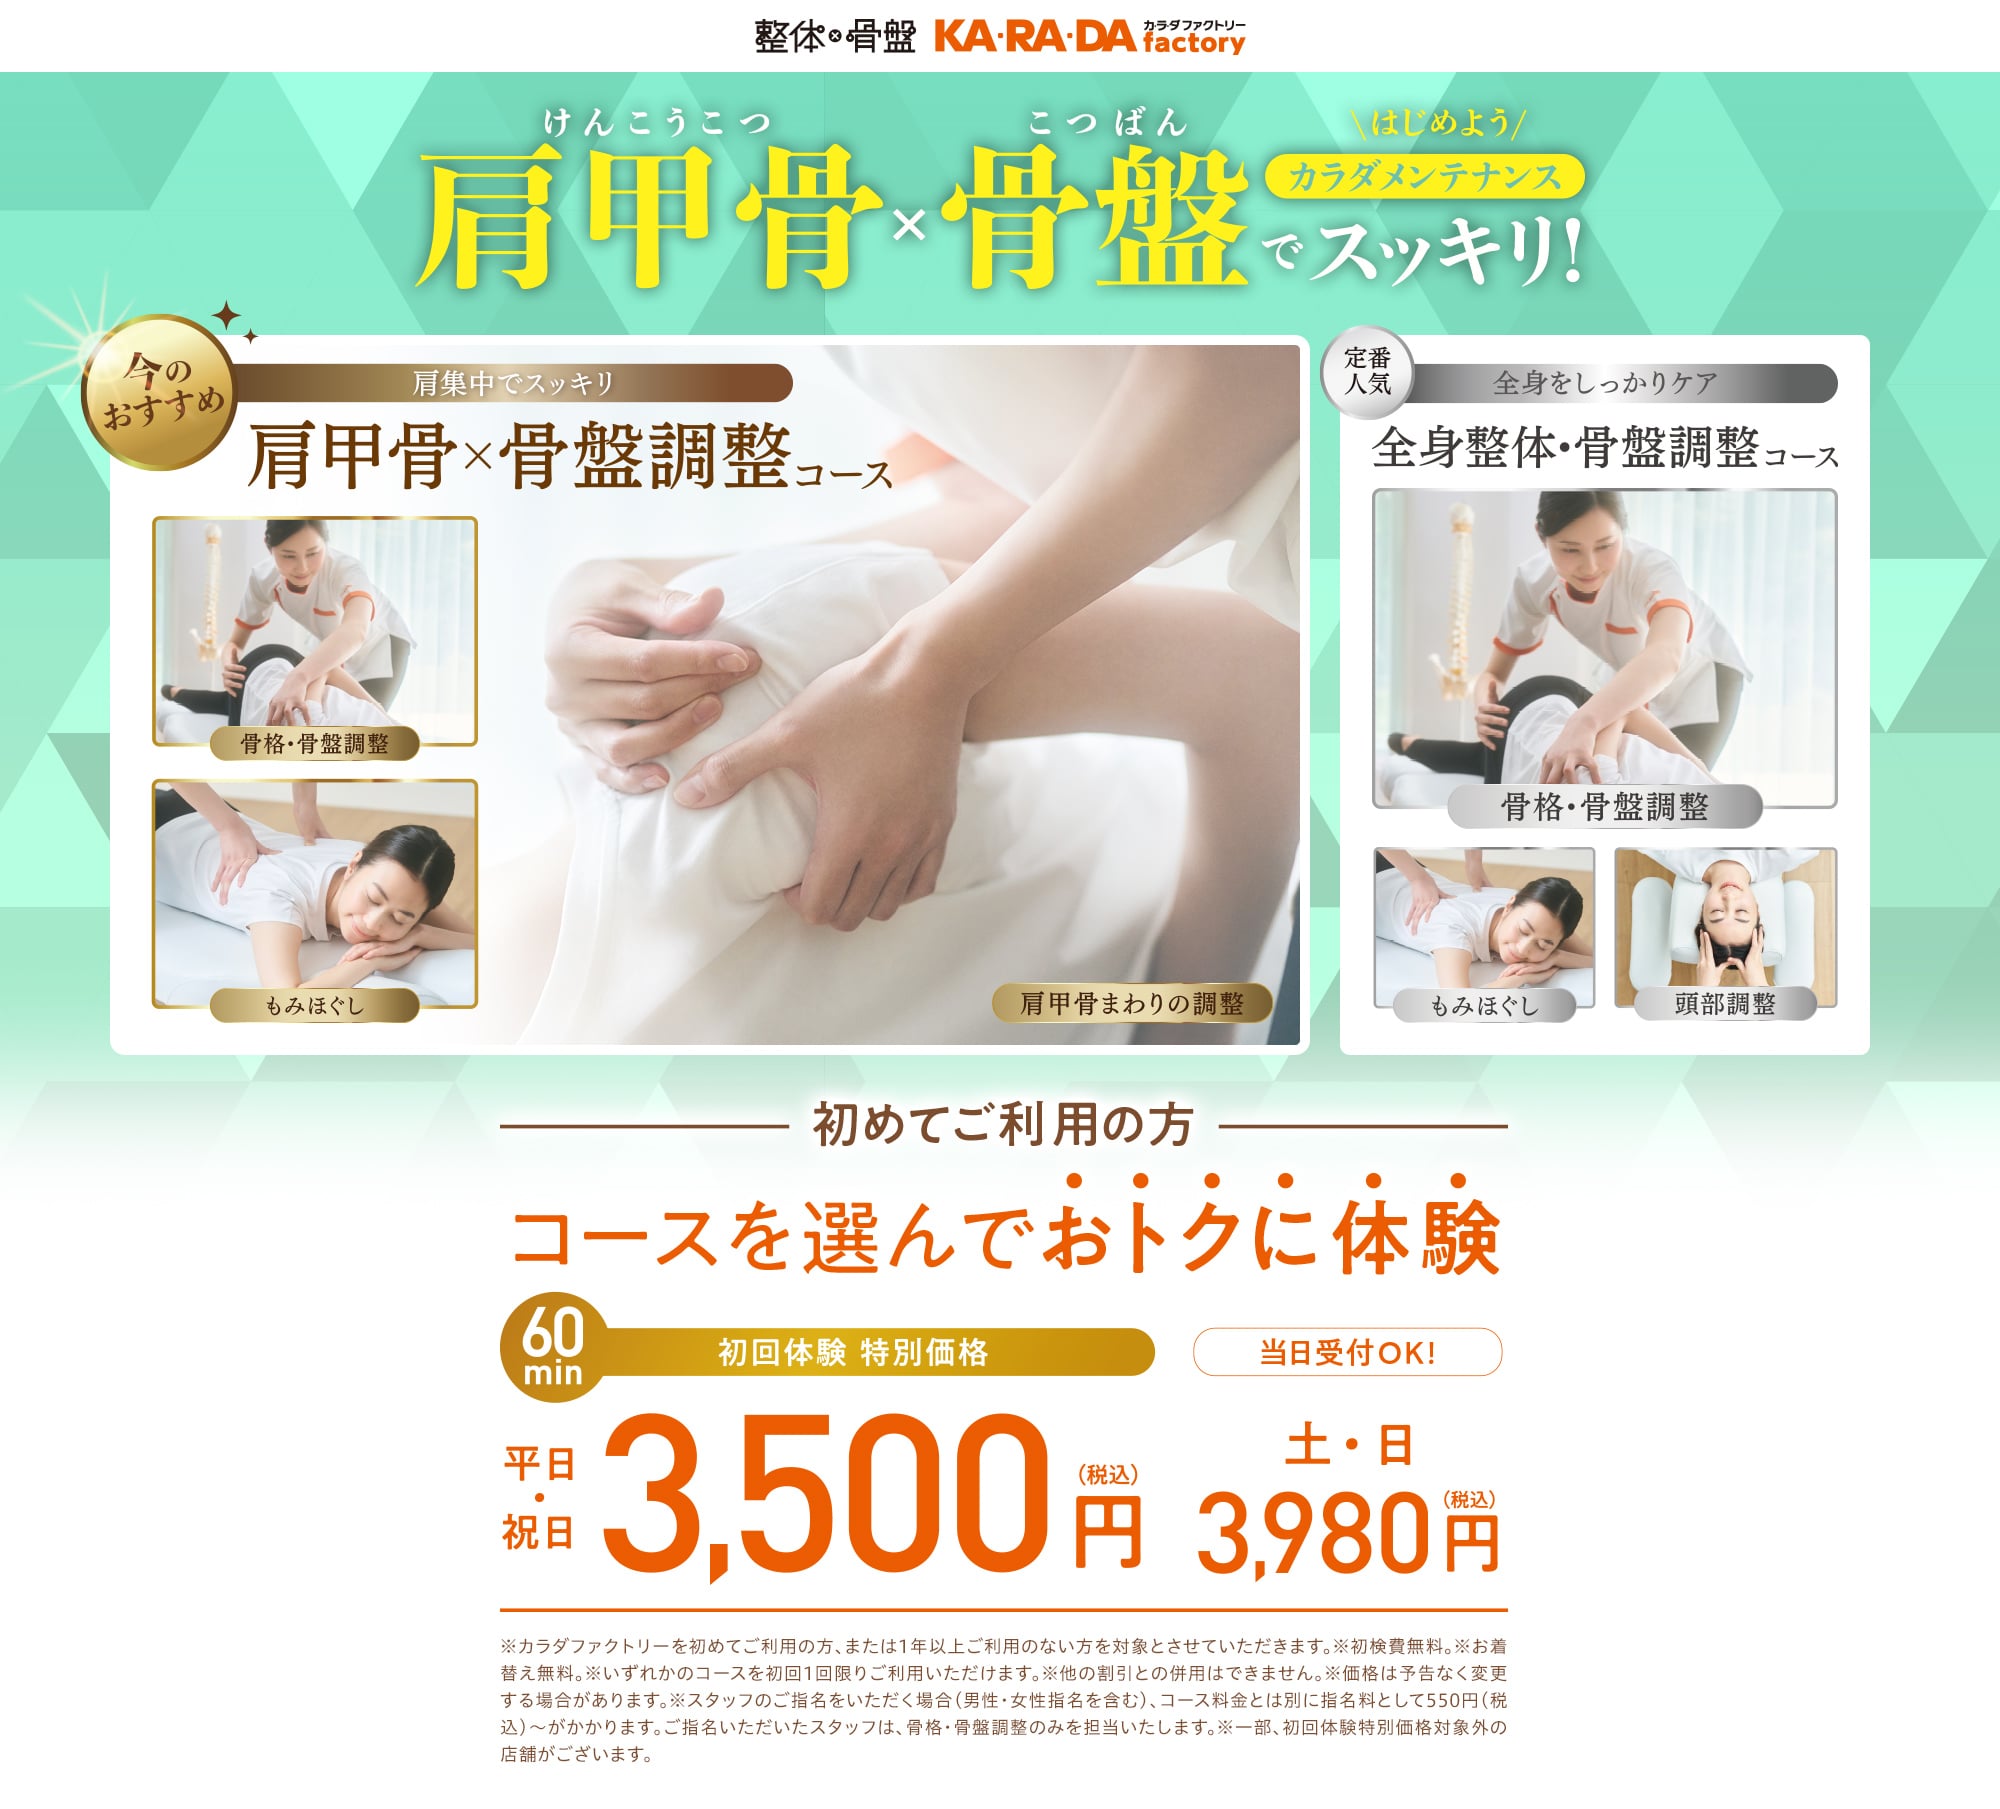 整体×骨盤 KA・RA・DA factory カラダファクトリー
けんこうこつ こつばん
肩甲骨×骨盤
はじめよう
カラダメンテナンス
でスッキリ!
今の
おすすめ
肩集中でスッキリ
肩甲骨×骨盤調整コース
骨格・骨盤調整
もみほぐし
肩甲骨まわりの調整
定番
人気
全身をしっかりケア
全身整体・骨盤調整コース
骨格・骨盤調整
もみほぐし
頭部調整
初めてご利用の方
コースを選んでおトクに体験
60
min
初回体験 特別価格
当日受付OK!
平日・祝日
3,500円(税込)
土・日
3,980円(税込)
※カラダファクトリーを初めてご利用の方、または1年以上ご利用のない方を対象とさせていただきます。※初検費無料。※お着
替え無料。※いずれかのコースを初回1回限りご利用いただけます。※他の割引との併用はできません。※価格は予告なく変更
する場合があります。※スタッフのご指名をいただく場合(男性・女性指名を含む)、コース料金とは別に指名料として550円(税
込)～がかかります。ご指名いただいたスタッフは、骨格・骨盤調整のみを担当いたします。※一部、初回体験特別価格対象外の
店舗がございます。